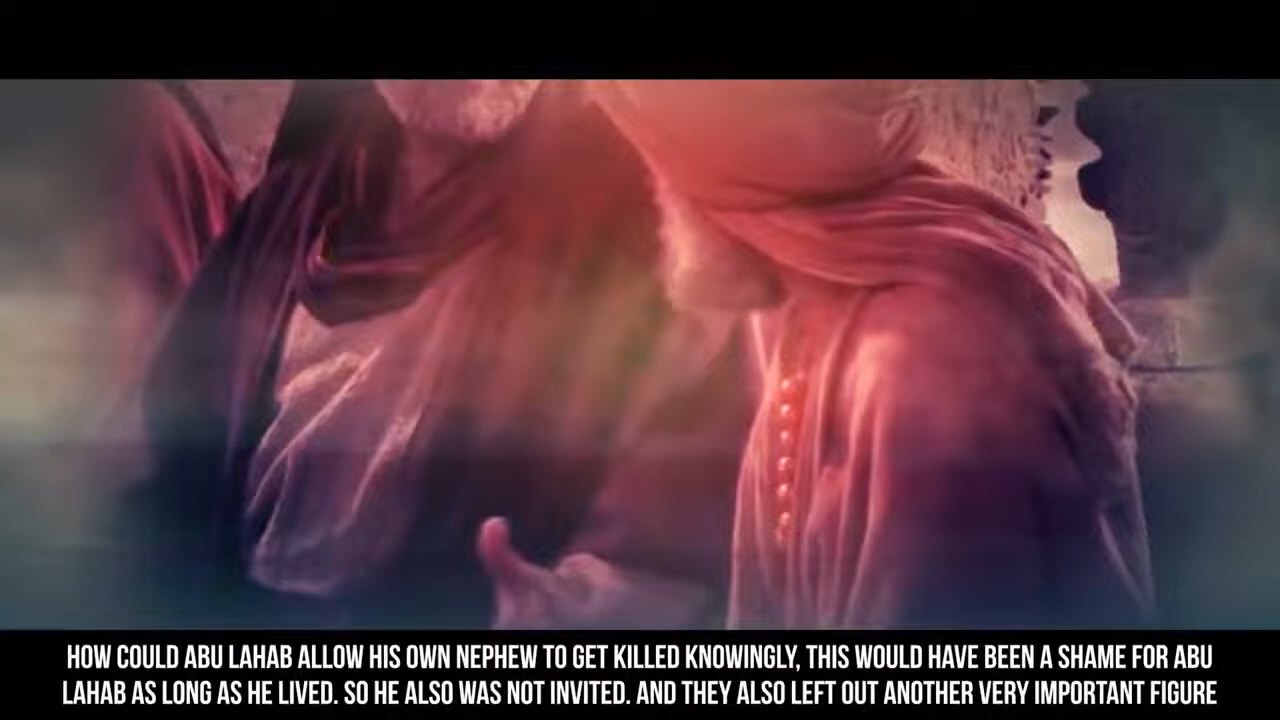 HOW COULD ABU LAHAB ALLOW HIS OWN NEPHEW TO GET KILLED KNOWINGLY, THIS WOULD HAVE BEEN A SHAME FOR ABU
LAHAB AS LONG AS HE LIVED. SO HE ALSO WAS NOT INVITED. AND THEY ALSO LEFT OUT ANOTHER VERY IMPORTANT FIGURE